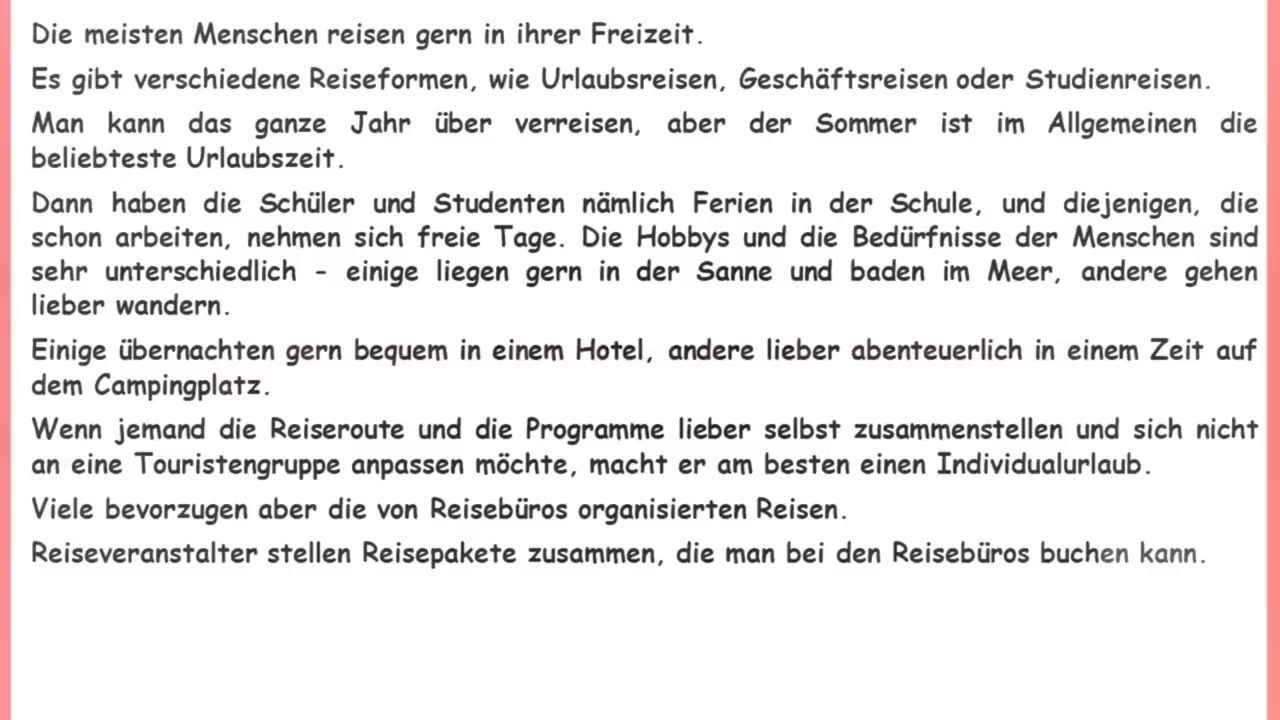 Die meisten Menschen reisen gern in ihrer Freizeit.
Es gibt verschiedene Reiseformen, wie Urlaubsreisen, Geschäftsreisen oder Studienreisen.
Man kann das ganze Jahr über verreisen, aber der Sommer ist im Allgemeinen die
beliebteste Urlaubszeit.
Dann haben die Schüler und Studenten nämlich Ferien in der Schule, und diejenigen, die
schon arbeiten, nehmen sich freie Tage. Die Hobbys und die Bedürfnisse der Menschen sind
sehr unterschiedlich - einige liegen gern in der Sanne und baden im Meer, andere gehen
lieber wandern.
Einige übernachten gern bequem in einem Hotel, andere lieber abenteuerlich in einem Zeit auf
dem Campingplatz.
Wenn jemand die Reiseroute und die Programme lieber selbst zusammenstellen und sich nicht
an eine Touristengruppe anpassen möchte, macht er am besten einen Individualurlaub.
Viele bevorzugen aber die von Reisebüros organisierten Reisen.
Reiseveranstalter stellen Reisepakete zusammen, die man bei den Reisebüros buchen kann.